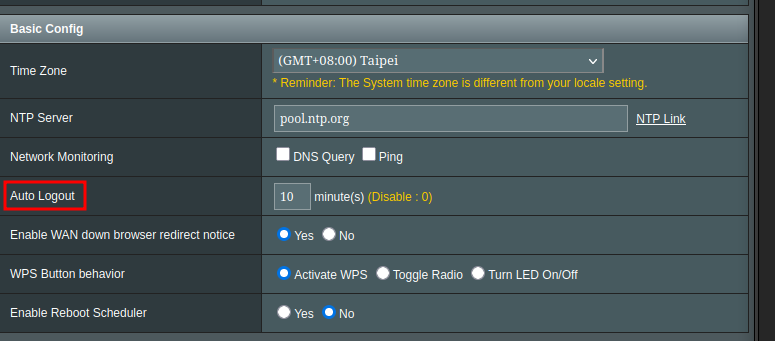 Basic Config
Time Zone
(GMT+08:00) Taipei
* Reminder: The System time zone is different from your locale setting.
NTP Server
pool.ntp.org NTP Link
Network Monitoring
DNS Query Ping
Auto Logout
10 minute(s) (Disable : 0)
Enable WAN down browser redirect notice
Yes No
WPS Button behavior
Activate WPS Toggle Radio Turn LED On/Off
Enable Reboot Scheduler
Yes No